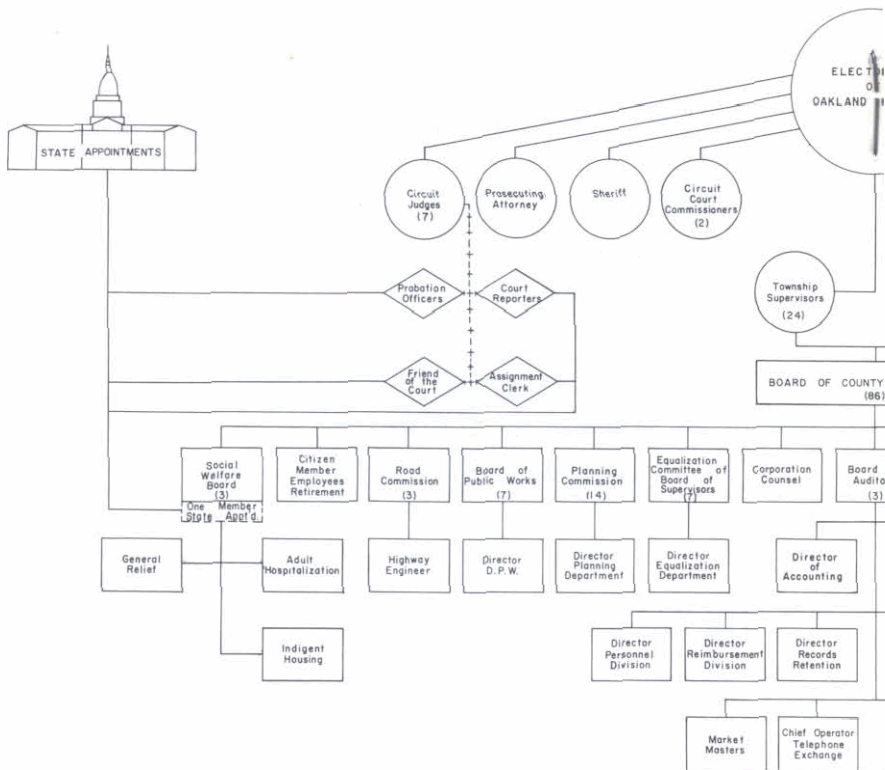 ELECTO
OF
OAKLAND
STATE APPOINTMENTS
Circuit
Judges
(7)
Prosecuting
Attorney
Sheriff
Circuit
Court
Commissioners
(2)
Probation
Officers
Court
Reporters
Township
Supervisors
(24)
Friend
of the
Court
Assignment
Clerk
BOARD OF COUNTY
(86)
Social
Welfare
Board
(3)
One Member
State Appt'd
Citizen
Member
Employees
Retirement
Road
Commission
(3)
Board of
Public Works
(7)
Planning
Commission
(14)
Equalization
Committee of
Board of
Supervisors
(7)
Corporation
Counsel
Board
Audito
(3)
General
Relief
Adult
Hospitalization
Highway
Engineer
Director
D.P.W.
Director
Planning
Department
Director
Equalization
Department
Director
of
Accounting
Indigent
Housing
Director
Personnel
Division
Director
Reimbursement
Division
Director
Records
Retention
Market
Masters
Chief Operator
Telephone
Exchange